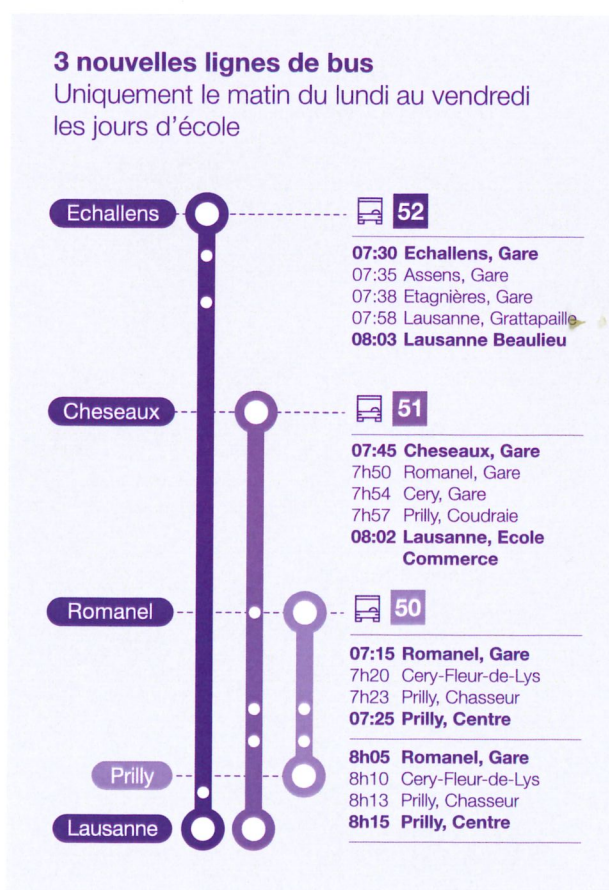 3 nouvelles lignes de bus
Uniquement le matin du lundi au vendredi
les jours d'école
Echallens
52
07:30 Echallens, Gare
07:35 Assens, Gare
07:38 Etagnières, Gare
07:58 Lausanne, Grattapaille
08:03 Lausanne Beaulieu
Cheseaux
51
07:45 Cheseaux, Gare
7h50 Romanel, Gare
7h54 Cery, Gare
7h57 Prilly, Coudraie
08:02 Lausanne, Ecole
Commerce
Romanel
50
07:15 Romanel, Gare
7h20 Cery-Fleur-de-Lys
7h23 Prilly, Chasseur
07:25 Prilly, Centre
8h05 Romanel, Gare
8h10 Cery-Fleur-de-Lys
8h13 Prilly, Chasseur
8h15 Prilly, Centre
Prilly
Lausanne